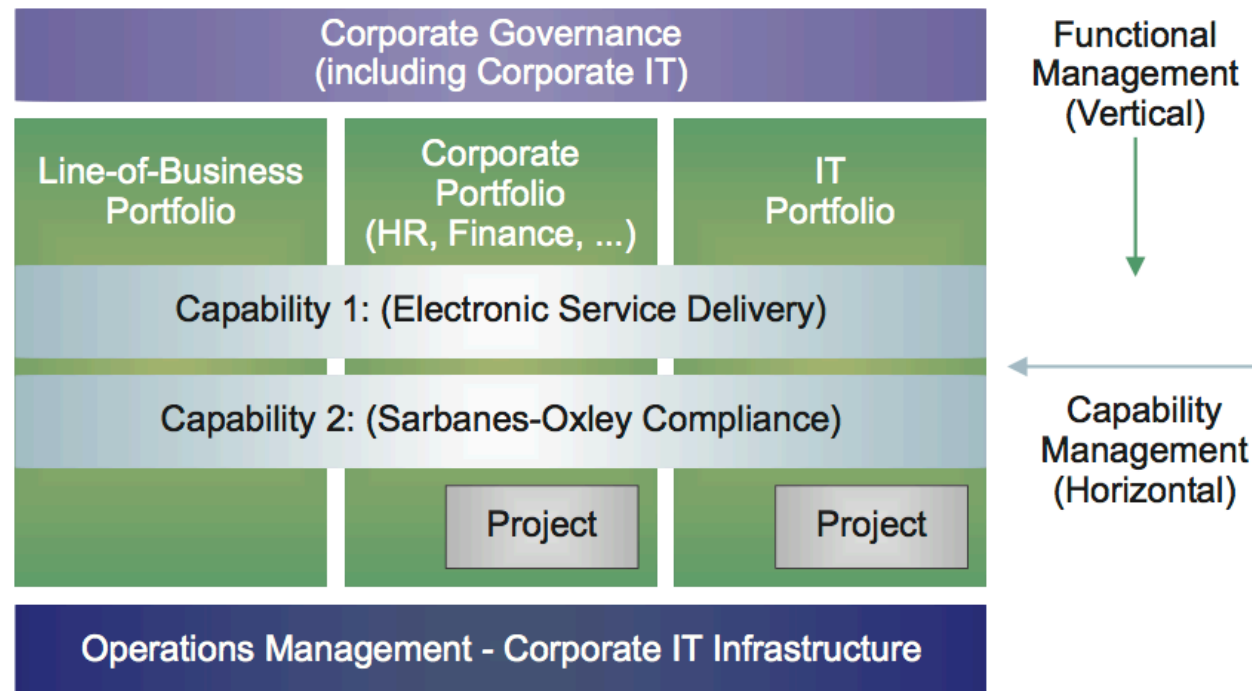 Corporate Governance
(including Corporate IT)
Functional
Management
(Vertical)
Line-of-Business
Portfolio
Corporate
Portfolio
(HR, Finance, ...)
IT
Portfolio
Capability 1: (Electronic Service Delivery)
Capability 2: (Sarbanes-Oxley Compliance)
Capability
Management
(Horizontal)
Project
Project
Operations Management - Corporate IT Infrastructure